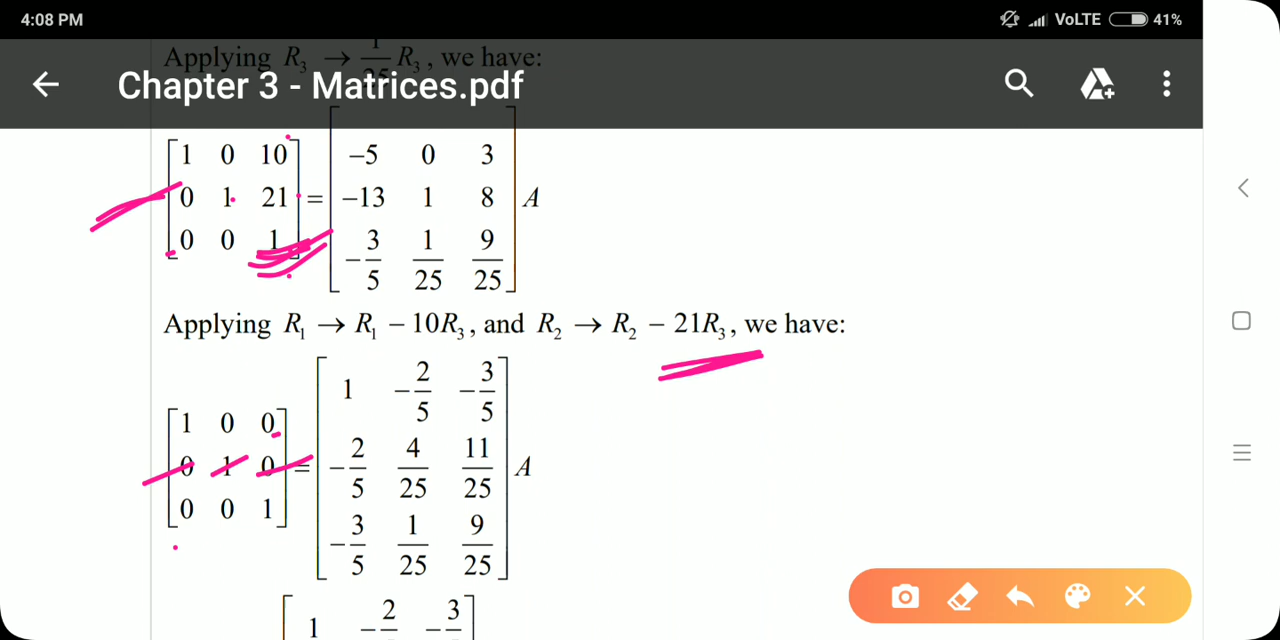 4:08 PM VoLTE 41%
Applying R₃ → 1/25 R₃, we have:
Chapter 3 - Matrices.pdf
[1 0 10; 0 1 21; 0 0 1] = [−5 0 3; −13 1 8; −3/5 1/25 9/25] A
Applying R₁ → R₁ − 10R₃, and R₂ → R₂ − 21R₃, we have:
[1 0 0; 0 1 0; 0 0 1] = [1 −2/5 −3/5; −2/5 4/25 11/25; −3/5 1/25 9/25] A
[1 −2/ −3/